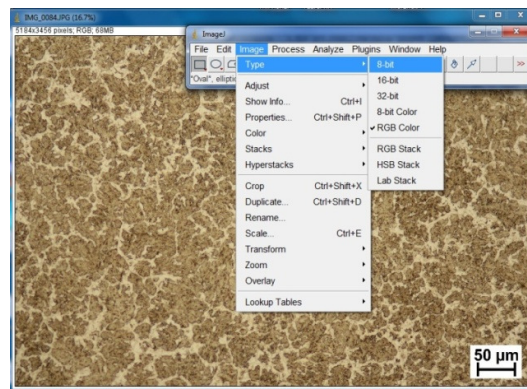 IMG_0084.JPG (16.7%)
5184x3456 pixels; RGB; 68MB
ImageJ
File Edit Image Process Analyze Plugins Window Help
>>
"Oval", elliptic
Type
Adjust
Show Info... Ctrl+I
Properties... Ctrl+Shift+P
Color
Stacks
Hyperstacks
Crop Ctrl+Shift+X
Duplicate... Ctrl+Shift+D
Rename...
Scale... Ctrl+E
Transform
Zoom
Overlay
Lookup Tables
8-bit
16-bit
32-bit
8-bit Color
RGB Color
RGB Stack
HSB Stack
Lab Stack
50 µm